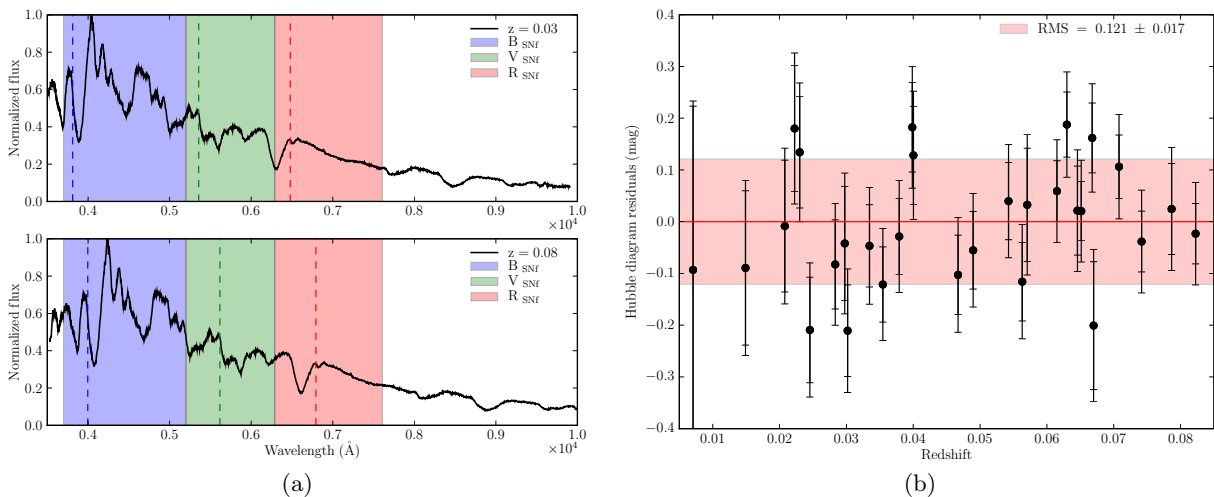 1.0
0.8
0.6
0.4
0.2
0.0
Normalized flux
z = 0.03
B SNf
V SNf
R SNf
0.4 0.5 0.6 0.7 0.8 0.9 1.0
×10⁴
1.0
0.8
0.6
0.4
0.2
0.0
Normalized flux
z = 0.08
B SNf
V SNf
R SNf
0.4 0.5 0.6 0.7 0.8 0.9 1.0
Wavelength (Å)
×10⁴
(a)
0.4
0.3
0.2
0.1
0.0
−0.1
−0.2
−0.3
−0.4
Hubble diagram residuals (mag)
RMS = 0.121 ± 0.017
0.01 0.02 0.03 0.04 0.05 0.06 0.07 0.08
Redshift
(b)